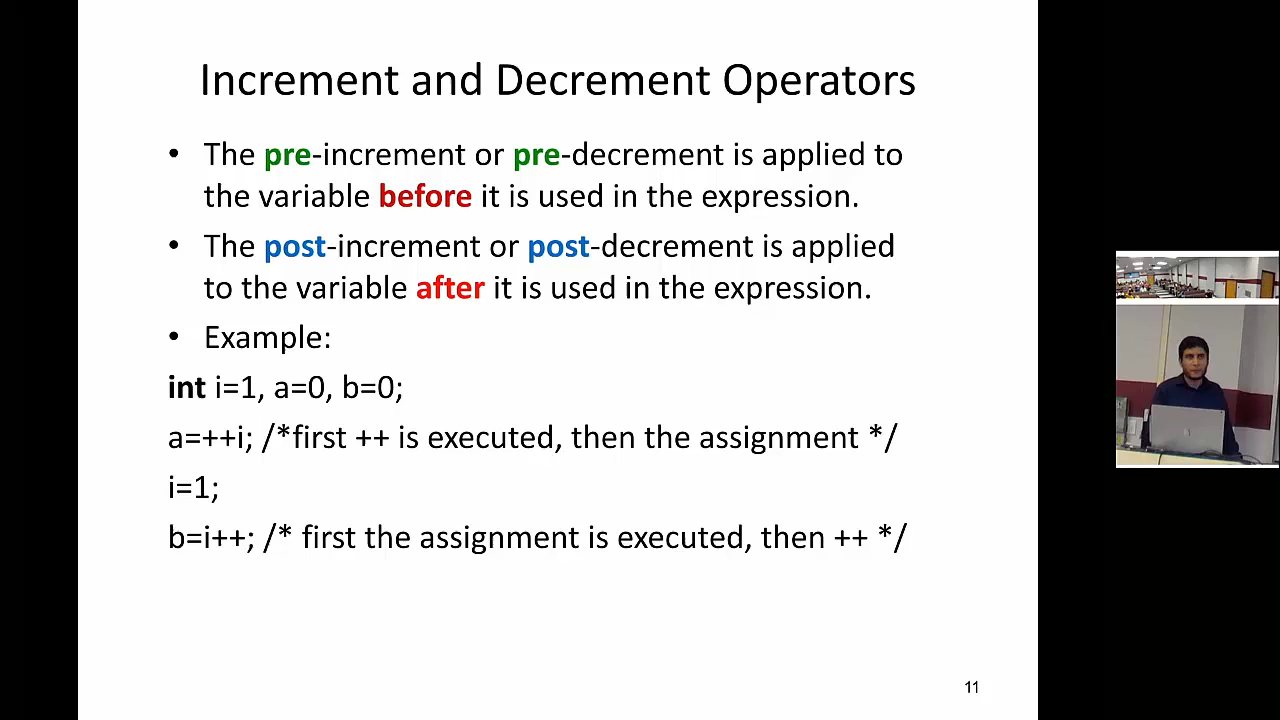 Increment and Decrement Operators
• The pre-increment or pre-decrement is applied to
the variable before it is used in the expression.
• The post-increment or post-decrement is applied
to the variable after it is used in the expression.
• Example:
int i=1, a=0, b=0;
a=++i; /*first ++ is executed, then the assignment */
i=1;
b=i++; /* first the assignment is executed, then ++ */
11